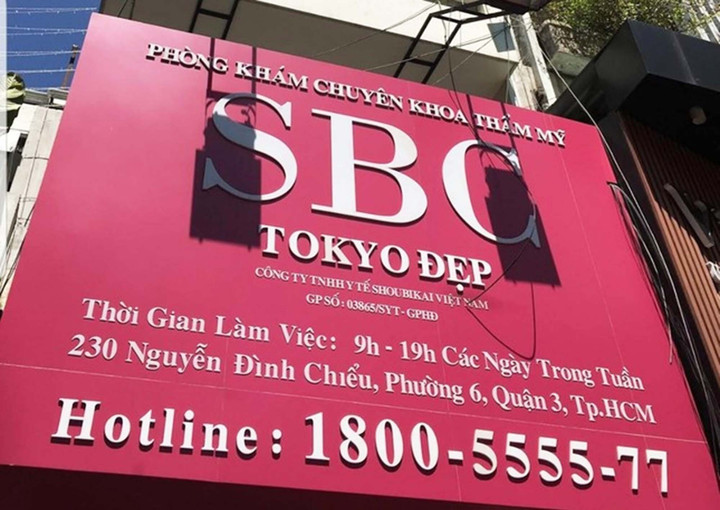 PHÒNG KHÁM CHUYÊN KHOA THẨM MỸ
SBC
TOKYO ĐẸP
CÔNG TY TNHH Y TẾ SHOUBIKAI VIỆT NAM
GP SỐ : 03865/SYT - GPHĐ
Thời Gian Làm Việc: 9h - 19h Các Ngày Trong Tuần
230 Nguyễn Đình Chiểu, Phường 6, Quận 3, Tp.HCM
Hotline : 1800-5555-77